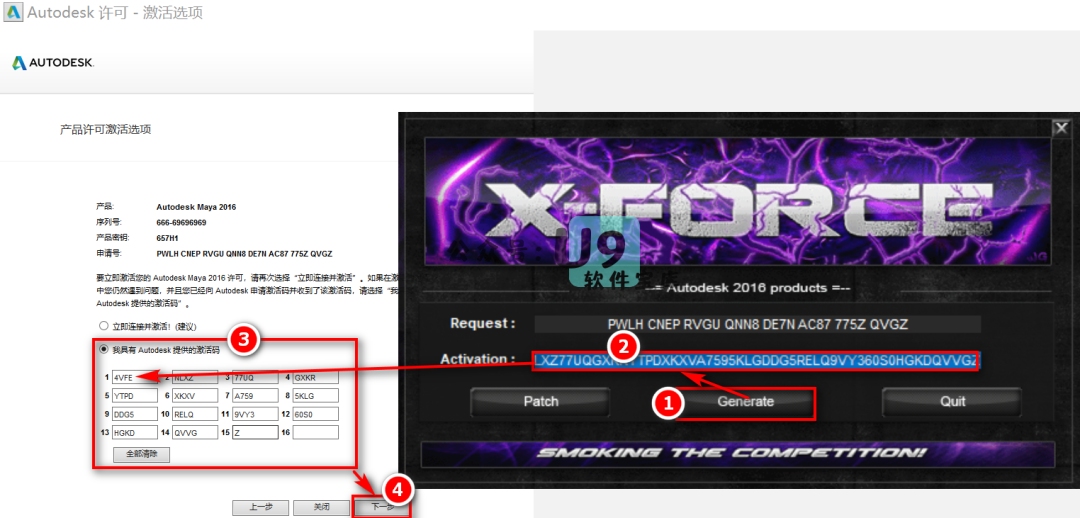 Autodesk 许可 - 激活选项
AUTODESK.
产品许可激活选项
产品: Autodesk Maya 2016
序列号: 666-69696969
产品密钥: 657H1
申请号: PWLH CNEP RVGU QNN8 DE7N AC87 775Z QVGZ
要立即激活您的 Autodesk Maya 2016 许可，请再次选择“立即连接并激活”。如果在激
中您仍然遇到问题，并且您已经向 Autodesk 申请激活码并收到了该激活码，请选择“我
Autodesk 提供的激活码”。
立即连接并激活! (建议)
我具有 Autodesk 提供的激活码
1 4VFE 2 NLXZ 3 77UQ 4 GXKR
5 YTPD 6 XKXV 7 A759 8 5KLG
9 DDG5 10 RELQ 11 9VY3 12 60S0
13 HGKD 14 QVVG 15 Z 16
全部清除
上一步 关闭 下一步
X-FORCE
U9
软件宝库
--= Autodesk 2016 products =--
Request : PWLH CNEP RVGU QNN8 DE7N AC87 775Z QVGZ
Activation :
Patch Generate Quit
SMOKING THE COMPETITION!
1
2
3
4